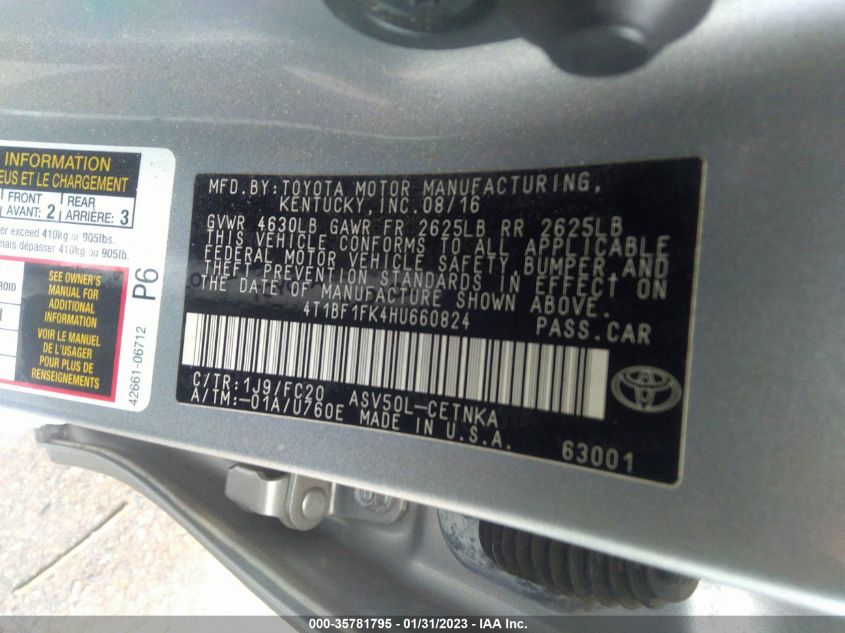 INFORMATION
EUS ET LE CHARGEMENT
FRONT
AVANT: 2
REAR
ARRIÈRE: 3
er exceed 410kg or 905lbs.
mais dépasser 410kg ou 905lb.
SEE OWNER'S
MANUAL FOR
ADDITIONAL
INFORMATION
VOIR LE MANUEL
DE L'USAGER
POUR PLUS DE
RENSEIGNEMENTS
P6
42661-06712
MFD.BY:TOYOTA MOTOR MANUFACTURING,
KENTUCKY,INC.08/16
GVWR 4630LB GAWR FR 2625LB RR 2625LB
THIS VEHICLE CONFORMS TO ALL APPLICABLE
FEDERAL MOTOR VEHICLE SAFETY,BUMPER,AND
THEFT PREVENTION STANDARDS IN EFFECT ON
THE DATE OF MANUFACTURE SHOWN ABOVE.
4T1BF1FK4HU660824
PASS.CAR
C/TR:1J9/FC20 ASV50L-CETNKA
A/TM:-01A/U760E MADE IN U.S.A.
63001
000-35781795 - 01/31/2023 - IAA Inc.